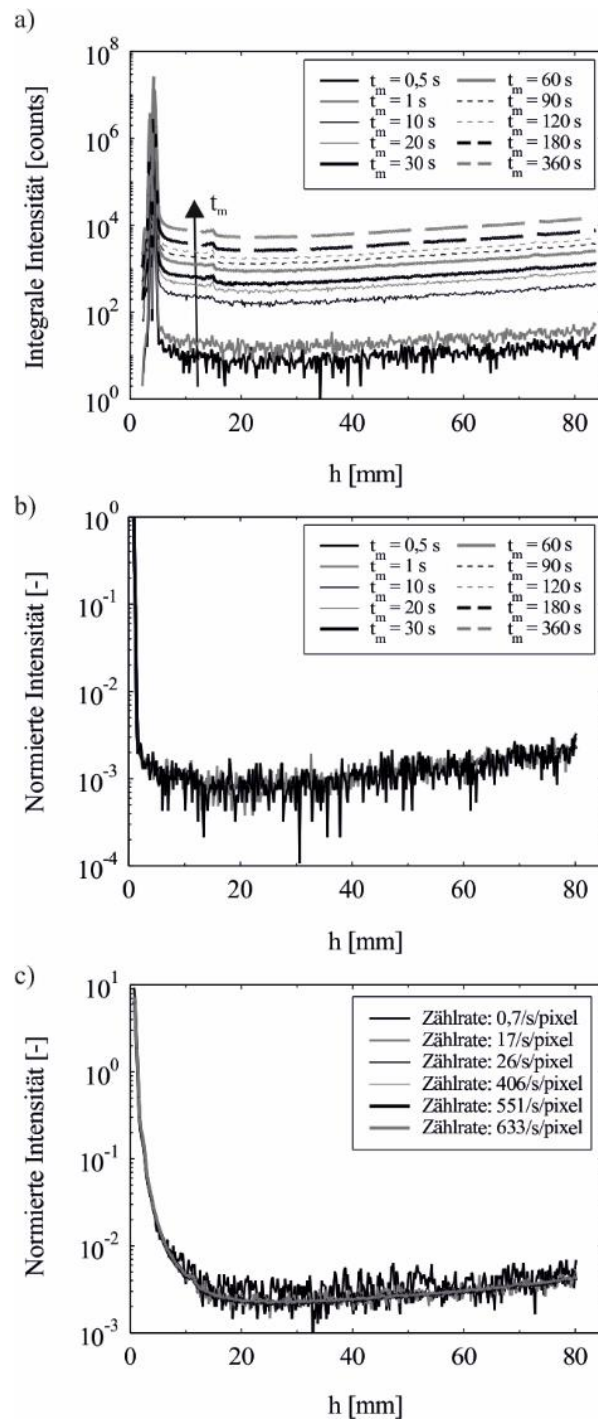 a)
Integrale Intensität [counts]
10^8
10^6
10^4
10^2
10^0
t_m = 0,5 s
t_m = 1 s
t_m = 10 s
t_m = 20 s
t_m = 30 s
t_m = 60 s
t_m = 90 s
t_m = 120 s
t_m = 180 s
t_m = 360 s
t_m
0 20 40 60 80
h [mm]
b)
Normierte Intensität [-]
10^0
10^-1
10^-2
10^-3
10^-4
t_m = 0,5 s
t_m = 1 s
t_m = 10 s
t_m = 20 s
t_m = 30 s
t_m = 60 s
t_m = 90 s
t_m = 120 s
t_m = 180 s
t_m = 360 s
0 20 40 60 80
h [mm]
c)
Normierte Intensität [-]
10^1
10^0
10^-1
10^-2
10^-3
Zählrate: 0,7/s/pixel
Zählrate: 17/s/pixel
Zählrate: 26/s/pixel
Zählrate: 406/s/pixel
Zählrate: 551/s/pixel
Zählrate: 633/s/pixel
0 20 40 60 80
h [mm]